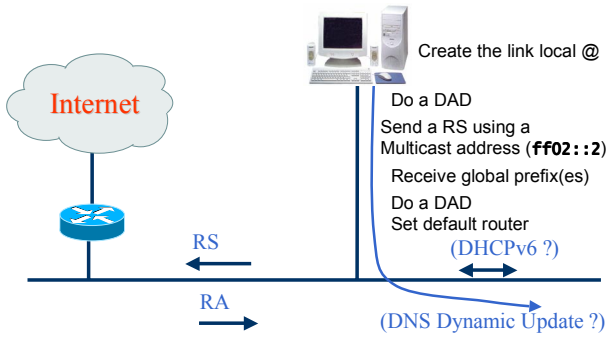 Create the link local @
Internet
Do a DAD
Send a RS using a
Multicast address (ff02::2)
Receive global prefix(es)
Do a DAD
Set default router
RS
(DHCPv6 ?)
RA
(DNS Dynamic Update ?)